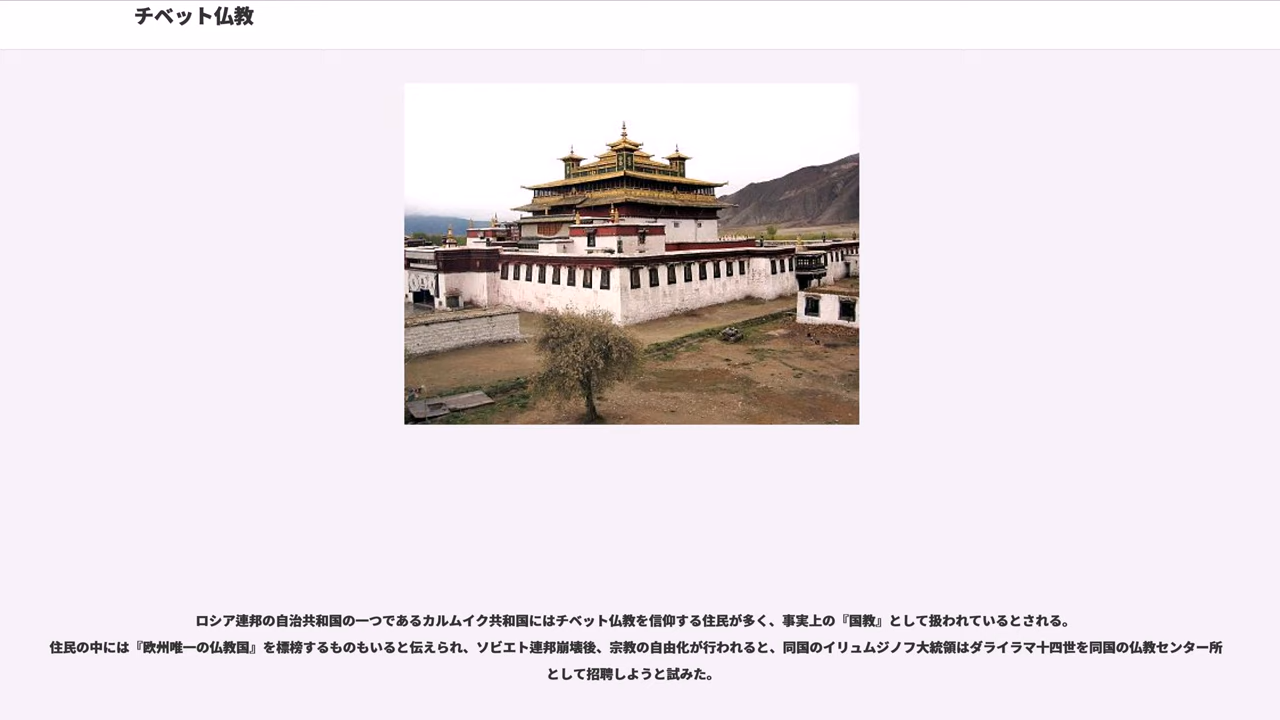 チベット仏教
ロシア連邦の自治共和国の一つであるカルムイク共和国にはチベット仏教を信仰する住民が多く、事実上の『国教』として扱われているとされる。
住民の中には『欧州唯一の仏教国』を標榜するものもいると伝えられ、ソビエト連邦崩壊後、宗教の自由化が行われると、同国のイリュムジノフ大統領はダライラマ十四世を同国の仏教センター所
として招聘しようと試みた。